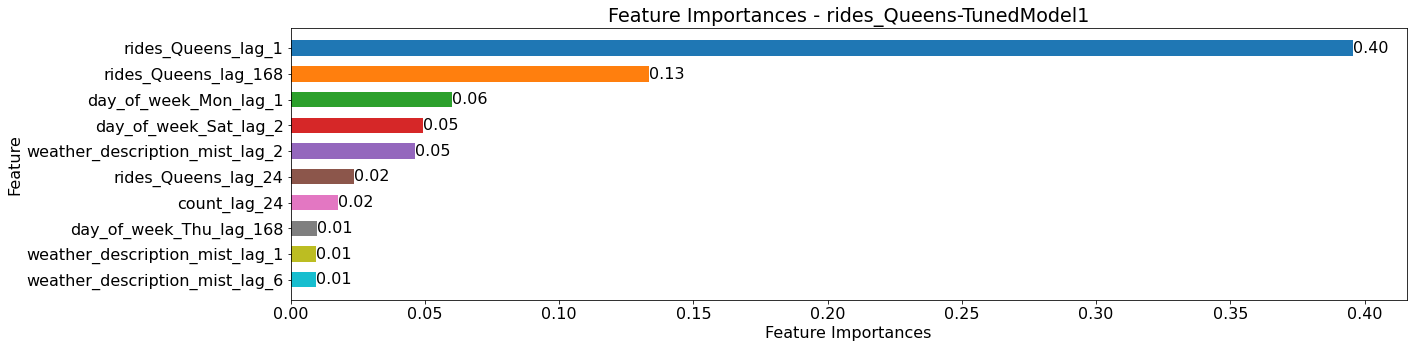 Feature Importances - rides_Queens-TunedModel1
Feature
rides_Queens_lag_1 0.40
rides_Queens_lag_168 0.13
day_of_week_Mon_lag_1 0.06
day_of_week_Sat_lag_2 0.05
weather_description_mist_lag_2 0.05
rides_Queens_lag_24 0.02
count_lag_24 0.02
day_of_week_Thu_lag_168 0.01
weather_description_mist_lag_1 0.01
weather_description_mist_lag_6 0.01
0.00 0.05 0.10 0.15 0.20 0.25 0.30 0.35 0.40
Feature Importances